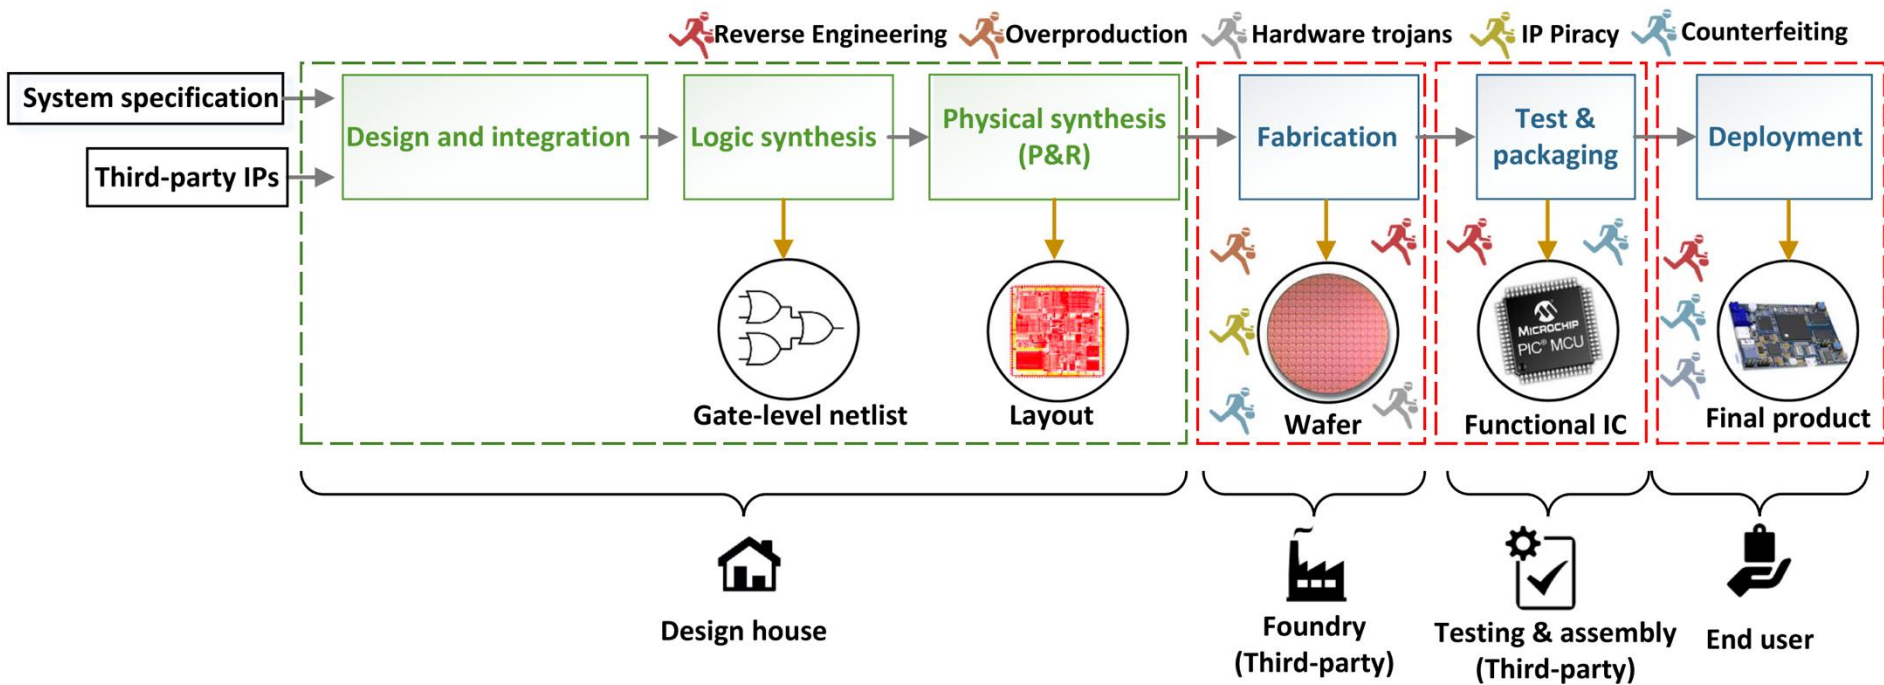 Reverse Engineering
Overproduction
Hardware trojans
IP Piracy
Counterfeiting
System specification
Third-party IPs
Design and integration
Logic synthesis
Physical synthesis
(P&R)
Fabrication
Test &
packaging
Deployment
MICROCHIP
PIC® MCU
Gate-level netlist
Layout
Wafer
Functional IC
Final product
Design house
Foundry
(Third-party)
Testing & assembly
(Third-party)
End user